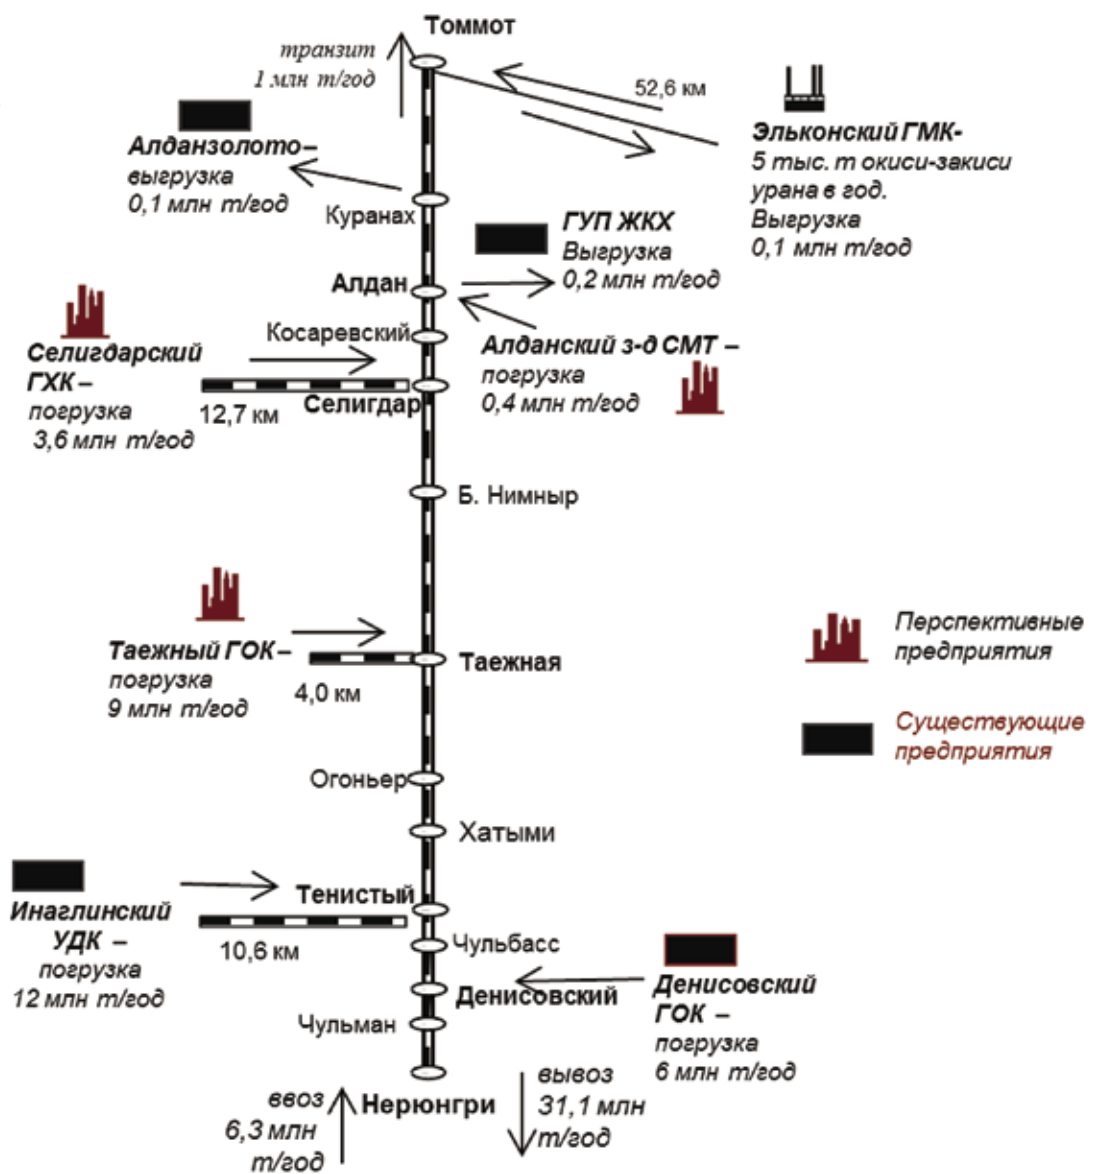 Томмот
транзит
1 млн т/год
52,6 км
Алданзолото–
выгрузка
0,1 млн т/год
Эльконский ГМК-
5 тыс. т окиси-закиси
урана в год.
Выгрузка
0,1 млн т/год
Куранах
ГУП ЖКХ
Выгрузка
0,2 млн т/год
Алдан
Косаревский
Селигдарский
ГХК –
погрузка
3,6 млн т/год
12,7 км
Селигдар
Алданский з-д СМТ –
погрузка
0,4 млн т/год
Б. Нимныр
Таежный ГОК –
погрузка
9 млн т/год
4,0 км
Таежная
Перспективные
предприятия
Существующие
предприятия
Огоньер
Хатыми
Инаглинский
УДК –
погрузка
12 млн т/год
Тенистый
10,6 км
Чульбасс
Денисовский
Денисовский
ГОК –
погрузка
6 млн т/год
Чульман
Нерюнгри
ввоз
6,3 млн
т/год
вывоз
31,1 млн
т/год